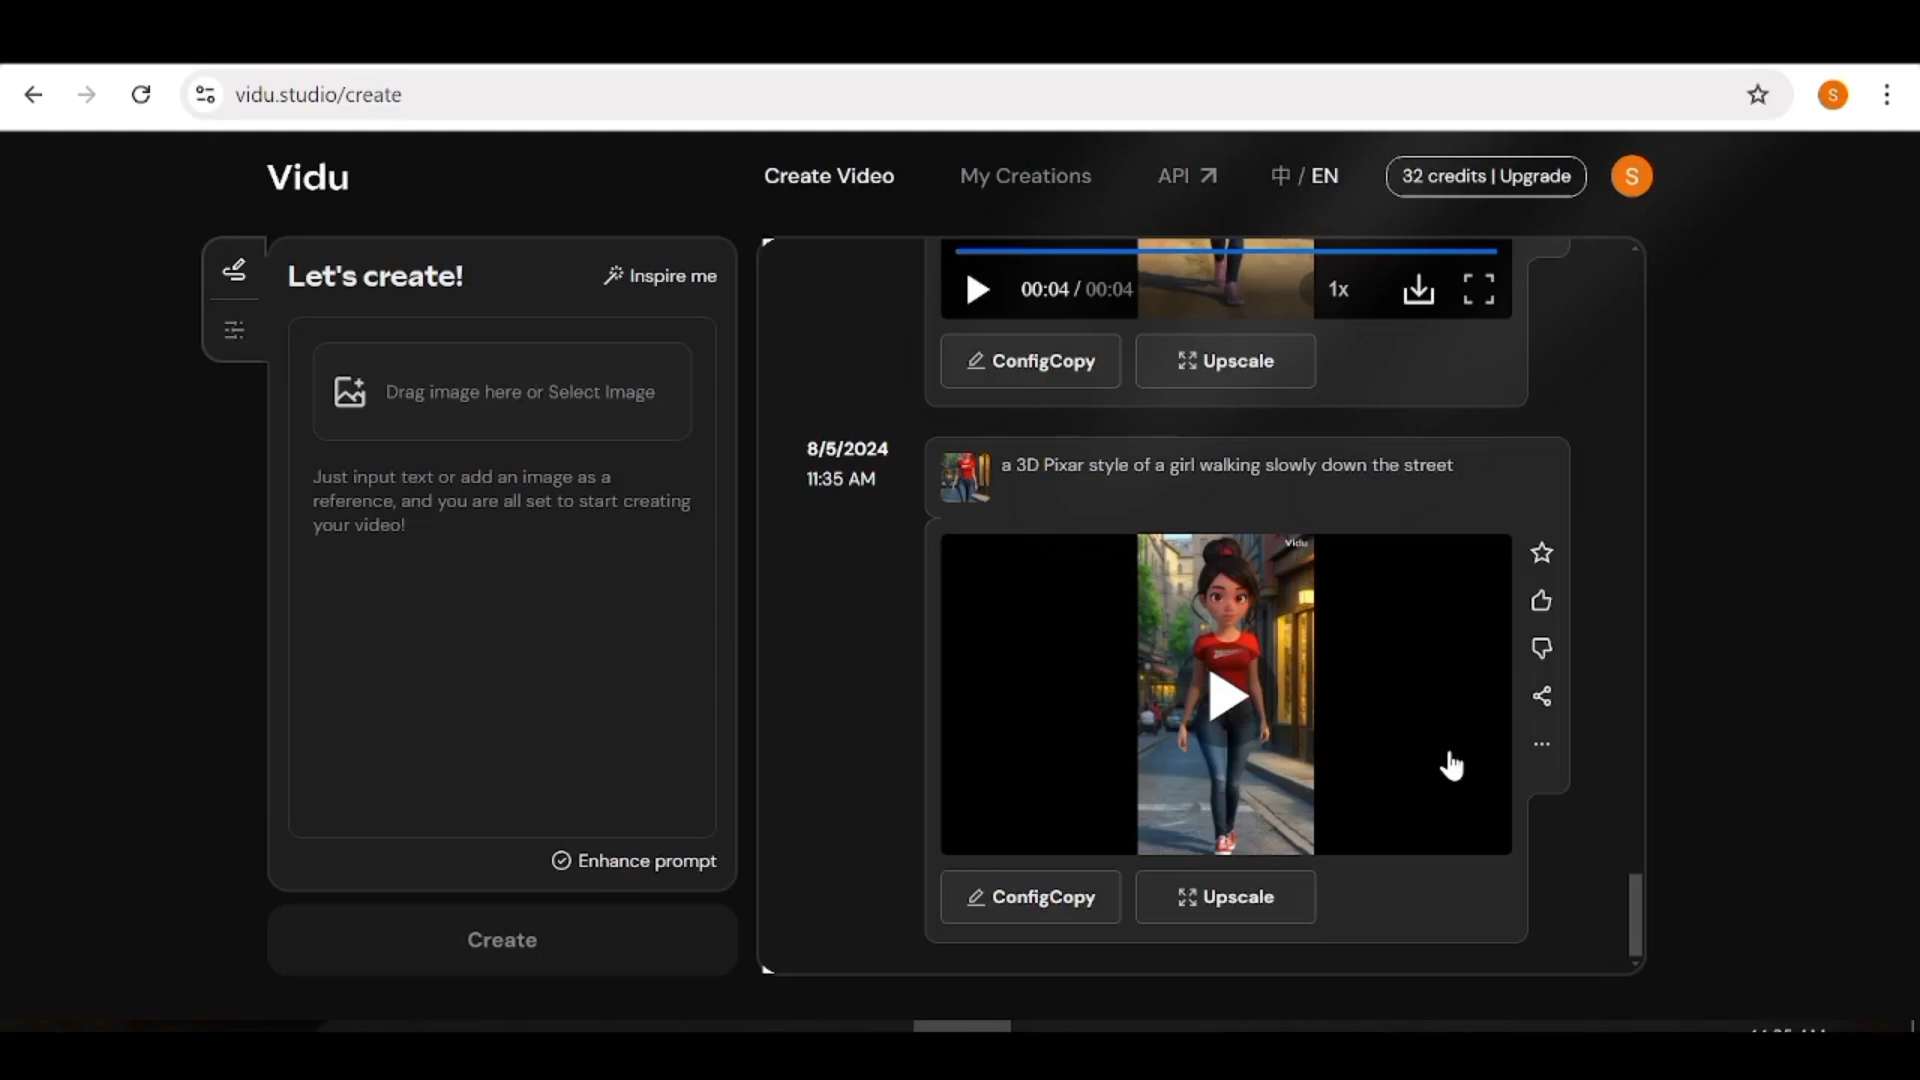 vidu.studio/create
S
Vidu
Create Video
My Creations
API
中 / EN
32 credits | Upgrade
S
Let's create!
Inspire me
Drag image here or Select Image
Just input text or add an image as a
reference, and you are all set to start creating
your video!
Enhance prompt
Create
00:04 / 00:04
1x
ConfigCopy
Upscale
8/5/2024
11:35 AM
a 3D Pixar style of a girl walking slowly down the street
Vidu
ConfigCopy
Upscale